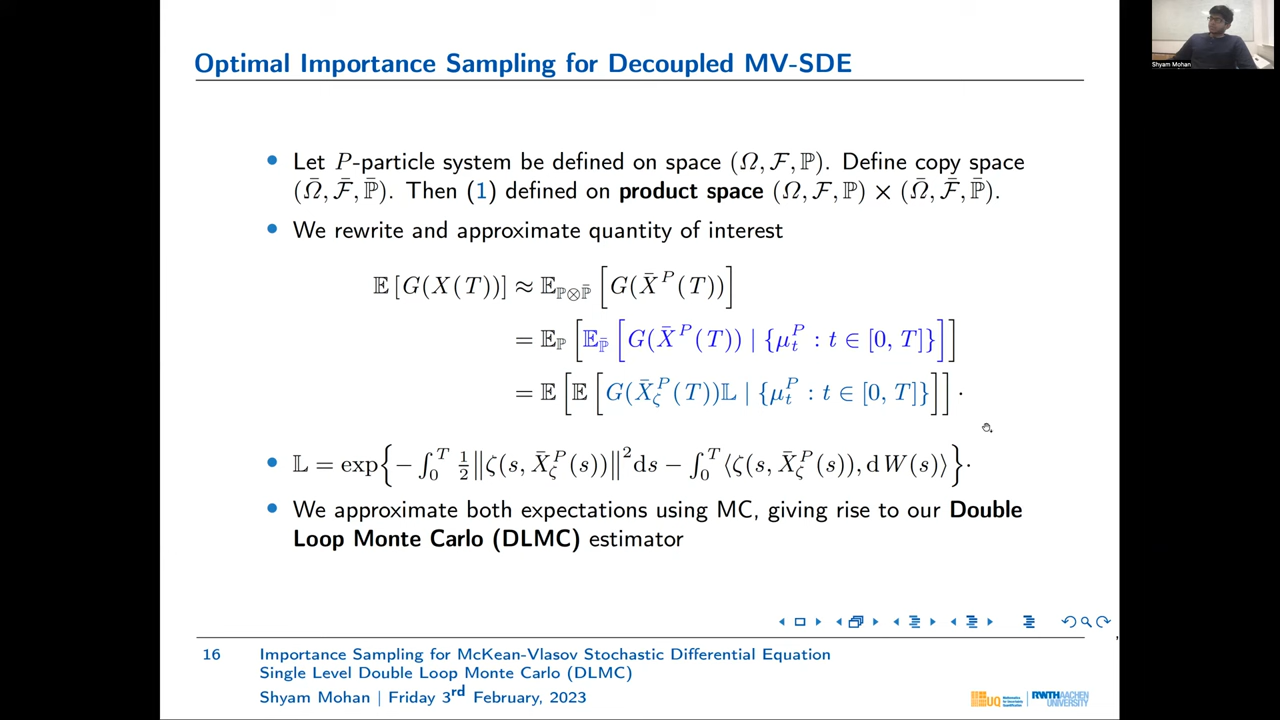 Shyam Mohan
Optimal Importance Sampling for Decoupled MV-SDE
• Let P-particle system be defined on space (Ω, ℱ, ℙ). Define copy space
(Ω̄, ℱ̄, ℙ̄). Then (1) defined on product space (Ω, ℱ, ℙ) × (Ω̄, ℱ̄, ℙ̄).
• We rewrite and approximate quantity of interest
𝔼 [G(X(T))] ≈ 𝔼_{ℙ⊗ℙ̄} [G(X̄^P(T))]
= 𝔼_ℙ [𝔼_ℙ̄ [G(X̄^P(T)) | {μ_t^P : t ∈ [0, T]}]]
= 𝔼 [𝔼 [G(X̄_ζ^P(T))𝕃 | {μ_t^P : t ∈ [0, T]}]] ·
• 𝕃 = exp{− ∫_0^T ½‖ζ(s, X̄_ζ^P(s))‖² ds − ∫_0^T ⟨ζ(s, X̄_ζ^P(s)), dW(s)⟩}·
• We approximate both expectations using MC, giving rise to our Double
Loop Monte Carlo (DLMC) estimator
16 Importance Sampling for McKean-Vlasov Stochastic Differential Equation
Single Level Double Loop Monte Carlo (DLMC)
Shyam Mohan | Friday 3rd February, 2023
UQ
RWTH AACHEN
UNIVERSITY